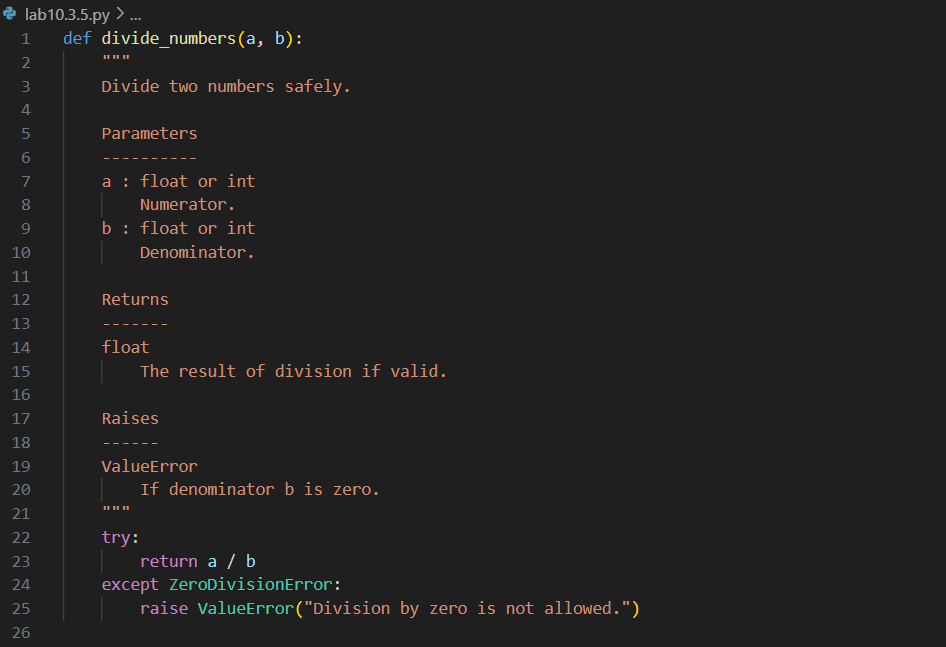 lab10.3.5.py > ...
1 def divide_numbers(a, b):
2     """
3     Divide two numbers safely.
4
5     Parameters
6     ----------
7     a : float or int
8         Numerator.
9     b : float or int
10         Denominator.
11
12     Returns
13     -------
14     float
15         The result of division if valid.
16
17     Raises
18     ------
19     ValueError
20         If denominator b is zero.
21     """
22     try:
23         return a / b
24     except ZeroDivisionError:
25         raise ValueError("Division by zero is not allowed.")
26